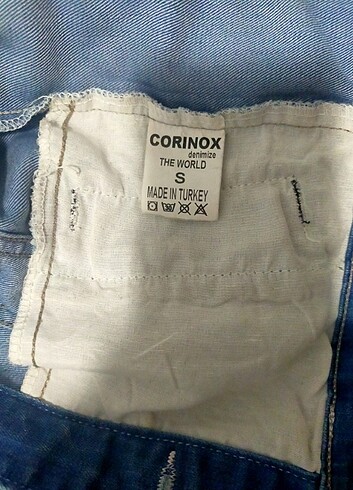 CORINOX
denimize
THE WORLD
S
MADE IN TURKEY